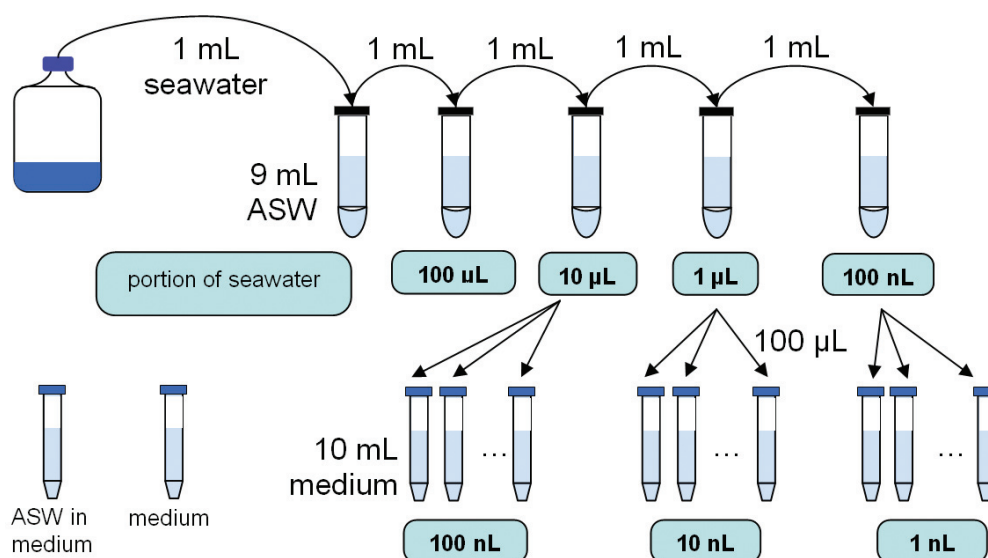 1 mL
seawater
1 mL
1 mL
1 mL
1 mL
9 mL
ASW
portion of seawater
100 uL
10 µL
1 µL
100 nL
100 µL
10 mL
medium
...
...
...
ASW in
medium
medium
100 nL
10 nL
1 nL